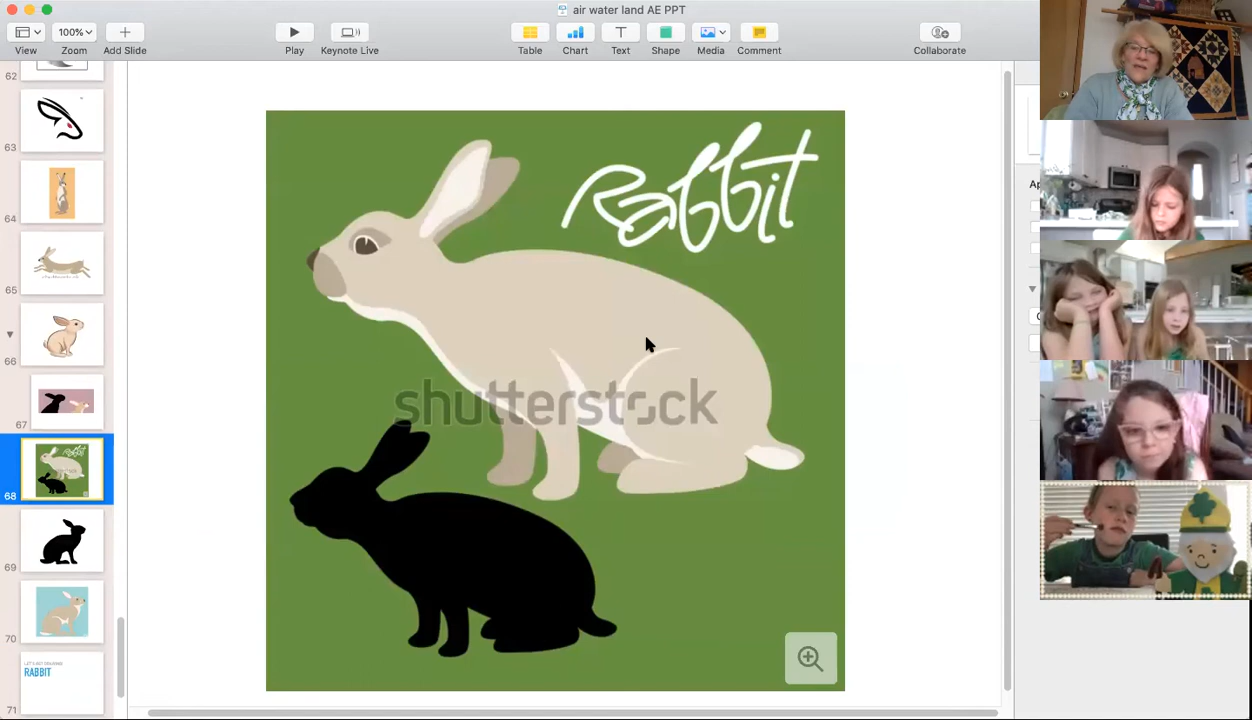 air water land AE PPT
100%
View
Zoom
Add Slide
Play
Keynote Live
Table
Chart
Text
Shape
Media
Comment
Collaborate
62
63
64
65
66
67
68
69
70
71
RABBIT
Rabbit
shutterstock
Ap